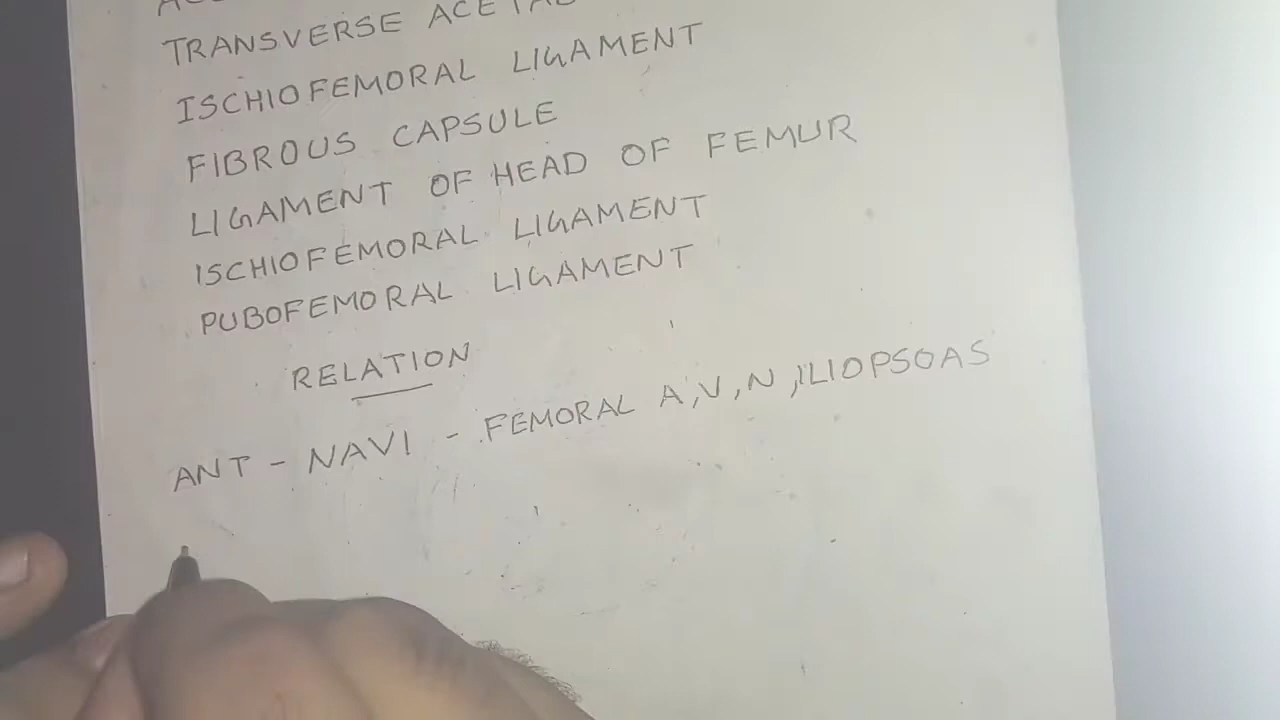 TRANSVERSE
ISCHIOFEMORAL LIGAMENT
FIBROUS CAPSULE
LIGAMENT OF HEAD OF FEMUR
ISCHIOFEMORAL LIGAMENT
PUBOFEMORAL LIGAMENT
RELATION
ANT - NAVI - FEMORAL A,V,N,ILIOPSOAS